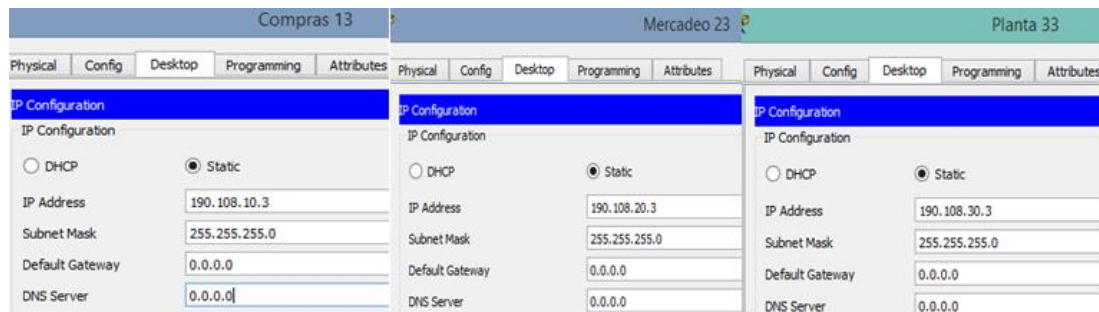 Compras 13
Physical Config Desktop Programming Attributes
IP Configuration
IP Configuration
DHCP Static
IP Address 190.108.10.3
Subnet Mask 255.255.255.0
Default Gateway 0.0.0.0
DNS Server 0.0.0.0
Mercadeo 23
Physical Config Desktop Programming Attributes
IP Configuration
IP Configuration
DHCP Static
IP Address 190.108.20.3
Subnet Mask 255.255.255.0
Default Gateway 0.0.0.0
DNS Server 0.0.0.0
Planta 33
Physical Config Desktop Programming Attributes
IP Configuration
IP Configuration
DHCP Static
IP Address 190.108.30.3
Subnet Mask 255.255.255.0
Default Gateway 0.0.0.0
DNS Server 0.0.0.0